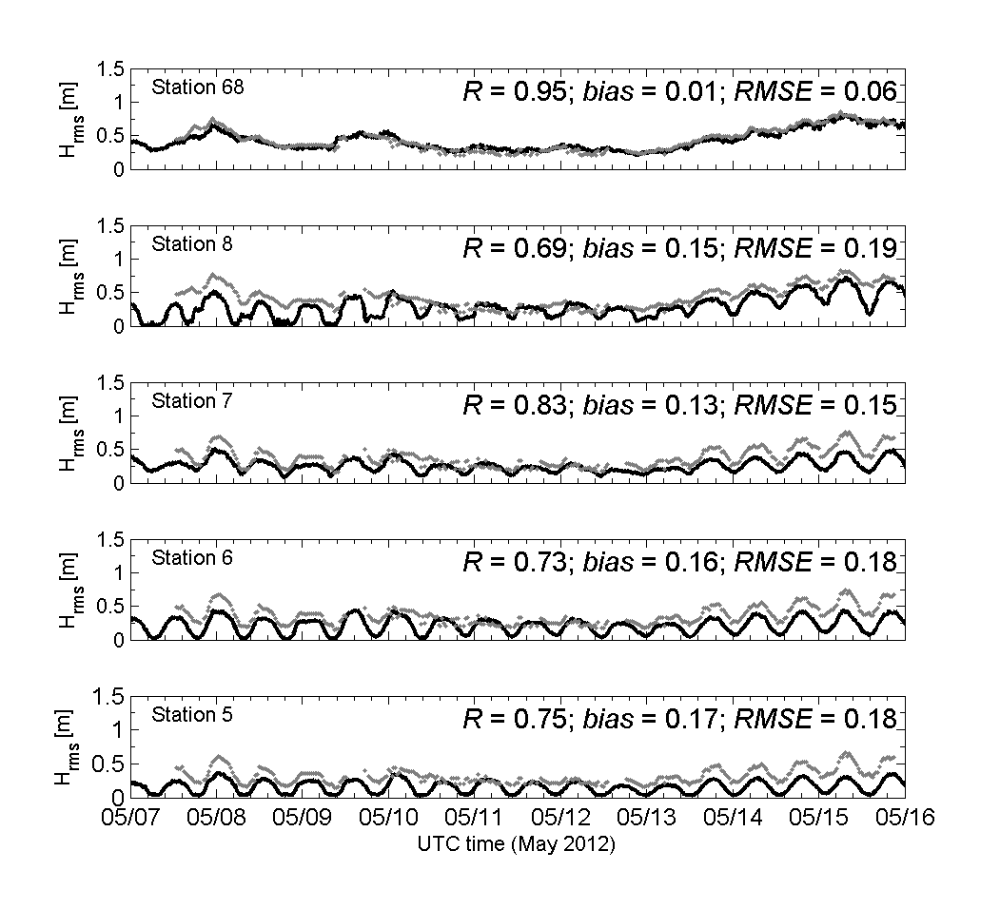 Station 68 R = 0.95; bias = 0.01; RMSE = 0.06
1.5
1
0.5
0
Hrms [m]
Station 8 R = 0.69; bias = 0.15; RMSE = 0.19
1.5
1
0.5
0
Hrms [m]
Station 7 R = 0.83; bias = 0.13; RMSE = 0.15
1.5
1
0.5
0
Hrms [m]
Station 6 R = 0.73; bias = 0.16; RMSE = 0.18
1.5
1
0.5
0
Hrms [m]
Station 5 R = 0.75; bias = 0.17; RMSE = 0.18
1.5
1
0.5
0
Hrms [m]
05/07 05/08 05/09 05/10 05/11 05/12 05/13 05/14 05/15 05/16
UTC time (May 2012)